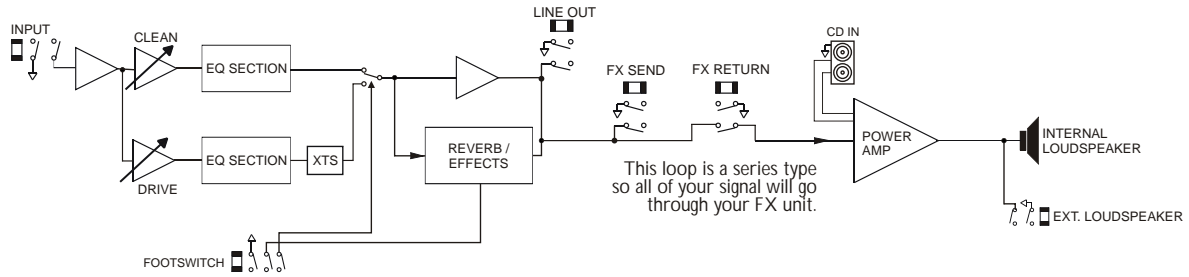 INPUT
CLEAN
EQ SECTION
LINE OUT
FX SEND
FX RETURN
CD IN
DRIVE
EQ SECTION
XTS
REVERB /
EFFECTS
POWER
AMP
INTERNAL
LOUDSPEAKER
This loop is a series type
so all of your signal will go
through your FX unit.
EXT. LOUDSPEAKER
FOOTSWITCH